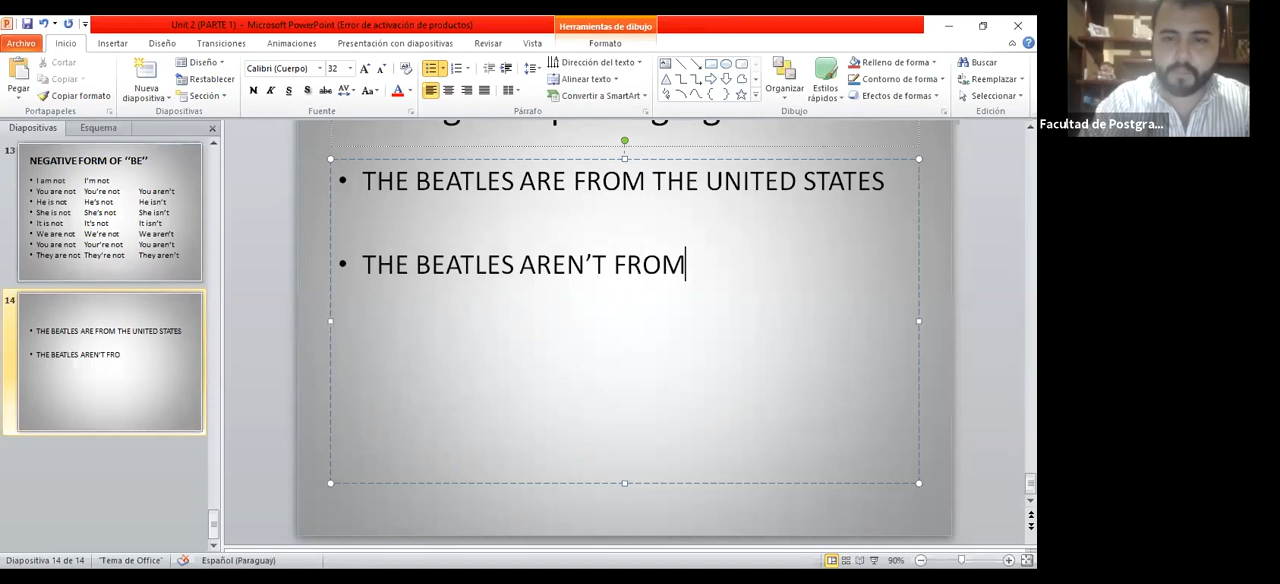 Unit 2 (PARTE 1) - Microsoft PowerPoint (Error de activación de productos)
Herramientas de dibujo
Archivo Inicio Insertar Diseño Transiciones Animaciones Presentación con diapositivas Revisar Vista Formato
Pegar
Cortar
Copiar
Copiar formato
Portapapeles
Nueva diapositiva
Diseño
Restablecer
Sección
Diapositivas
Calibri (Cuerpo) 32
N K S S abc AV Aa A
Fuente
Dirección del texto
Alinear texto
Convertir a SmartArt
Párrafo
Organizar
Estilos rápidos
Relleno de forma
Contorno de forma
Efectos de formas
Dibujo
Buscar
Reemplazar
Seleccionar
Edición
Facultad de Postgra...
Diapositivas Esquema
13
NEGATIVE FORM OF “BE”
• I am not I'm not
• You are not You're not You aren't
• He is not He's not He isn't
• She is not She's not She isn't
• It is not It's not It isn't
• We are not We're not We aren't
• You are not Your're not You aren't
• They are not They're not They aren't
14
• THE BEATLES ARE FROM THE UNITED STATES
• THE BEATLES AREN'T FRO
• THE BEATLES ARE FROM THE UNITED STATES
• THE BEATLES AREN’T FROM
Diapositiva 14 de 14 "Tema de Office" Español (Paraguay) 90%